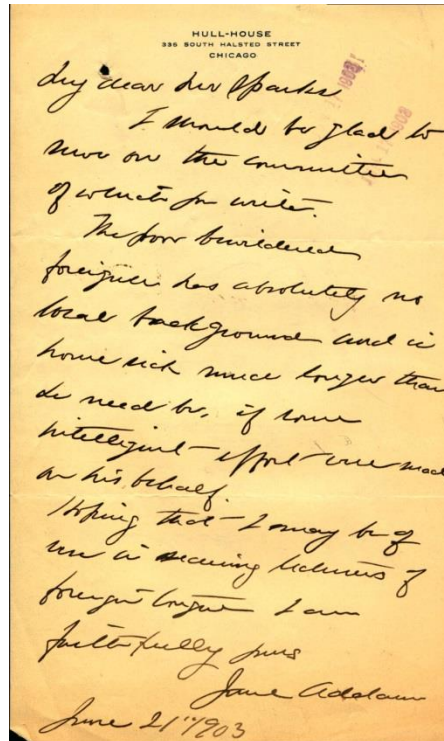 HULL-HOUSE
335 SOUTH HALSTED STREET
CHICAGO
My dear Mr Sparks
I should be glad to
serve on the committee
of which you write.
The poor bewildered
foreigner has absolutely no
local background and is
home sick much longer than
he need be, if some
intelligent effort were made
on his behalf.
Hoping that I may be of
use in securing lecturers of
foreign tongue I am
faithfully yours
Jane Addams
June 21" 1903